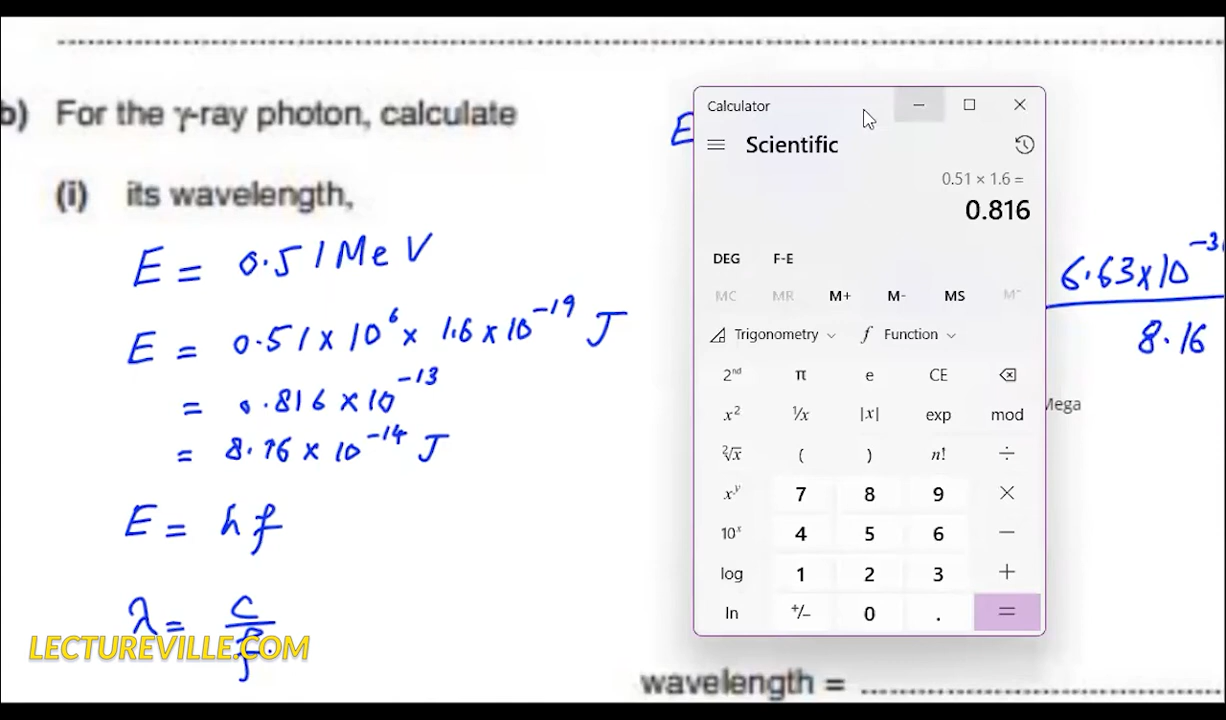 b) For the γ-ray photon, calculate
(i) its wavelength,
E = 0.51 MeV
E = 0.51 x 10⁶ x 1.6 x 10⁻¹⁹ J
= 0.816 x 10⁻¹³
= 8.16 x 10⁻¹⁴ J
E = hf
λ = c/f
LECTUREVILLE.COM
E
Calculator
Scientific
0.51 × 1.6 =
0.816
DEG F-E
MC MR M+ M- MS M˅
Trigonometry f Function
2ⁿᵈ π e CE
x² ¹/x |x| exp mod
²√x ( ) n! ÷
xʸ 7 8 9 ×
10ˣ 4 5 6 −
log 1 2 3 +
ln +/− 0 . =
6.63x10
8.16
Mega
wavelength =